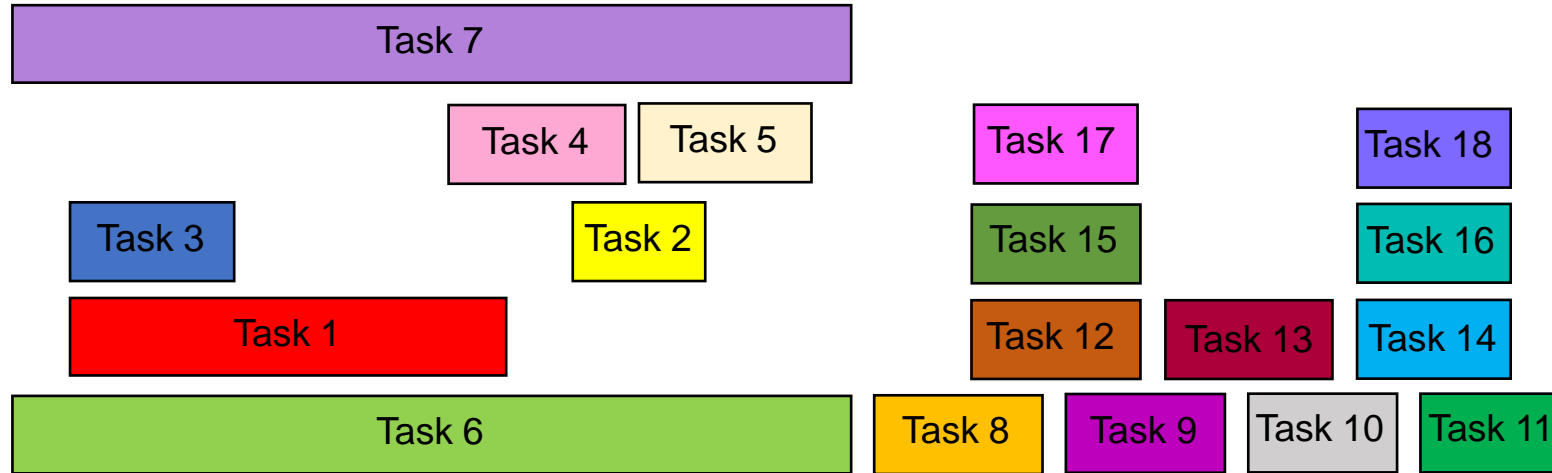 Task 7
Task 4
Task 5
Task 17
Task 18
Task 3
Task 2
Task 15
Task 16
Task 1
Task 12
Task 13
Task 14
Task 6
Task 8
Task 9
Task 10
Task 11